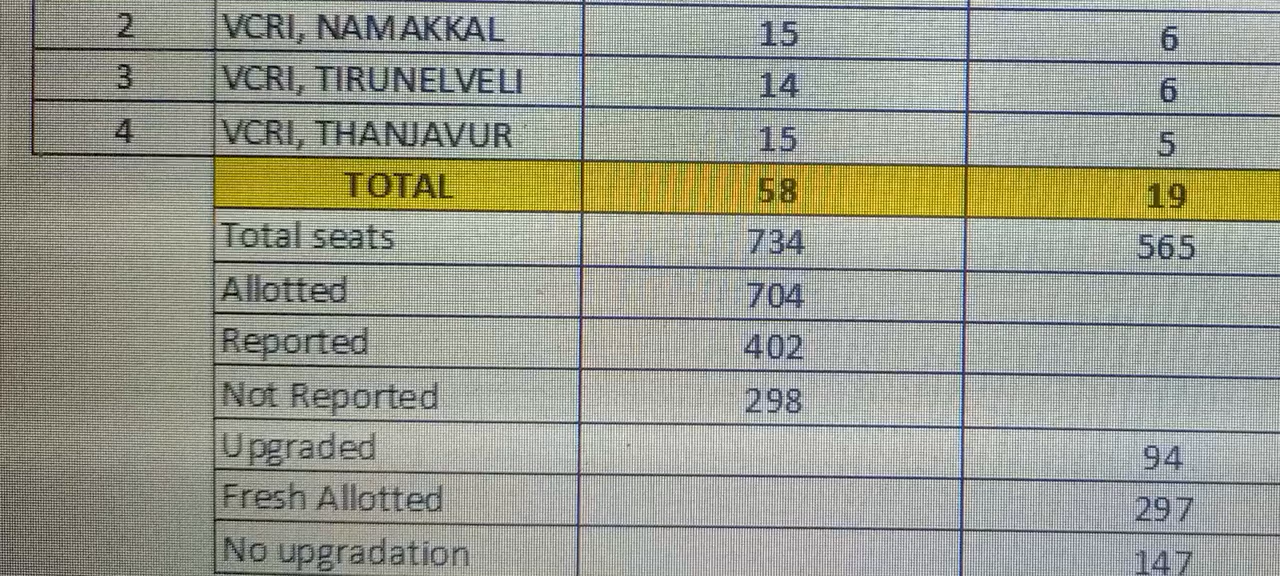 2 VCRI, NAMAKKAL 15 6
3 VCRI, TIRUNELVELI 14 6
4 VCRI, THANJAVUR 15 5
TOTAL 58 19
Total seats 734 565
Allotted 704
Reported 402
Not Reported 298
Upgraded 94
Fresh Allotted 297
No upgradation 147